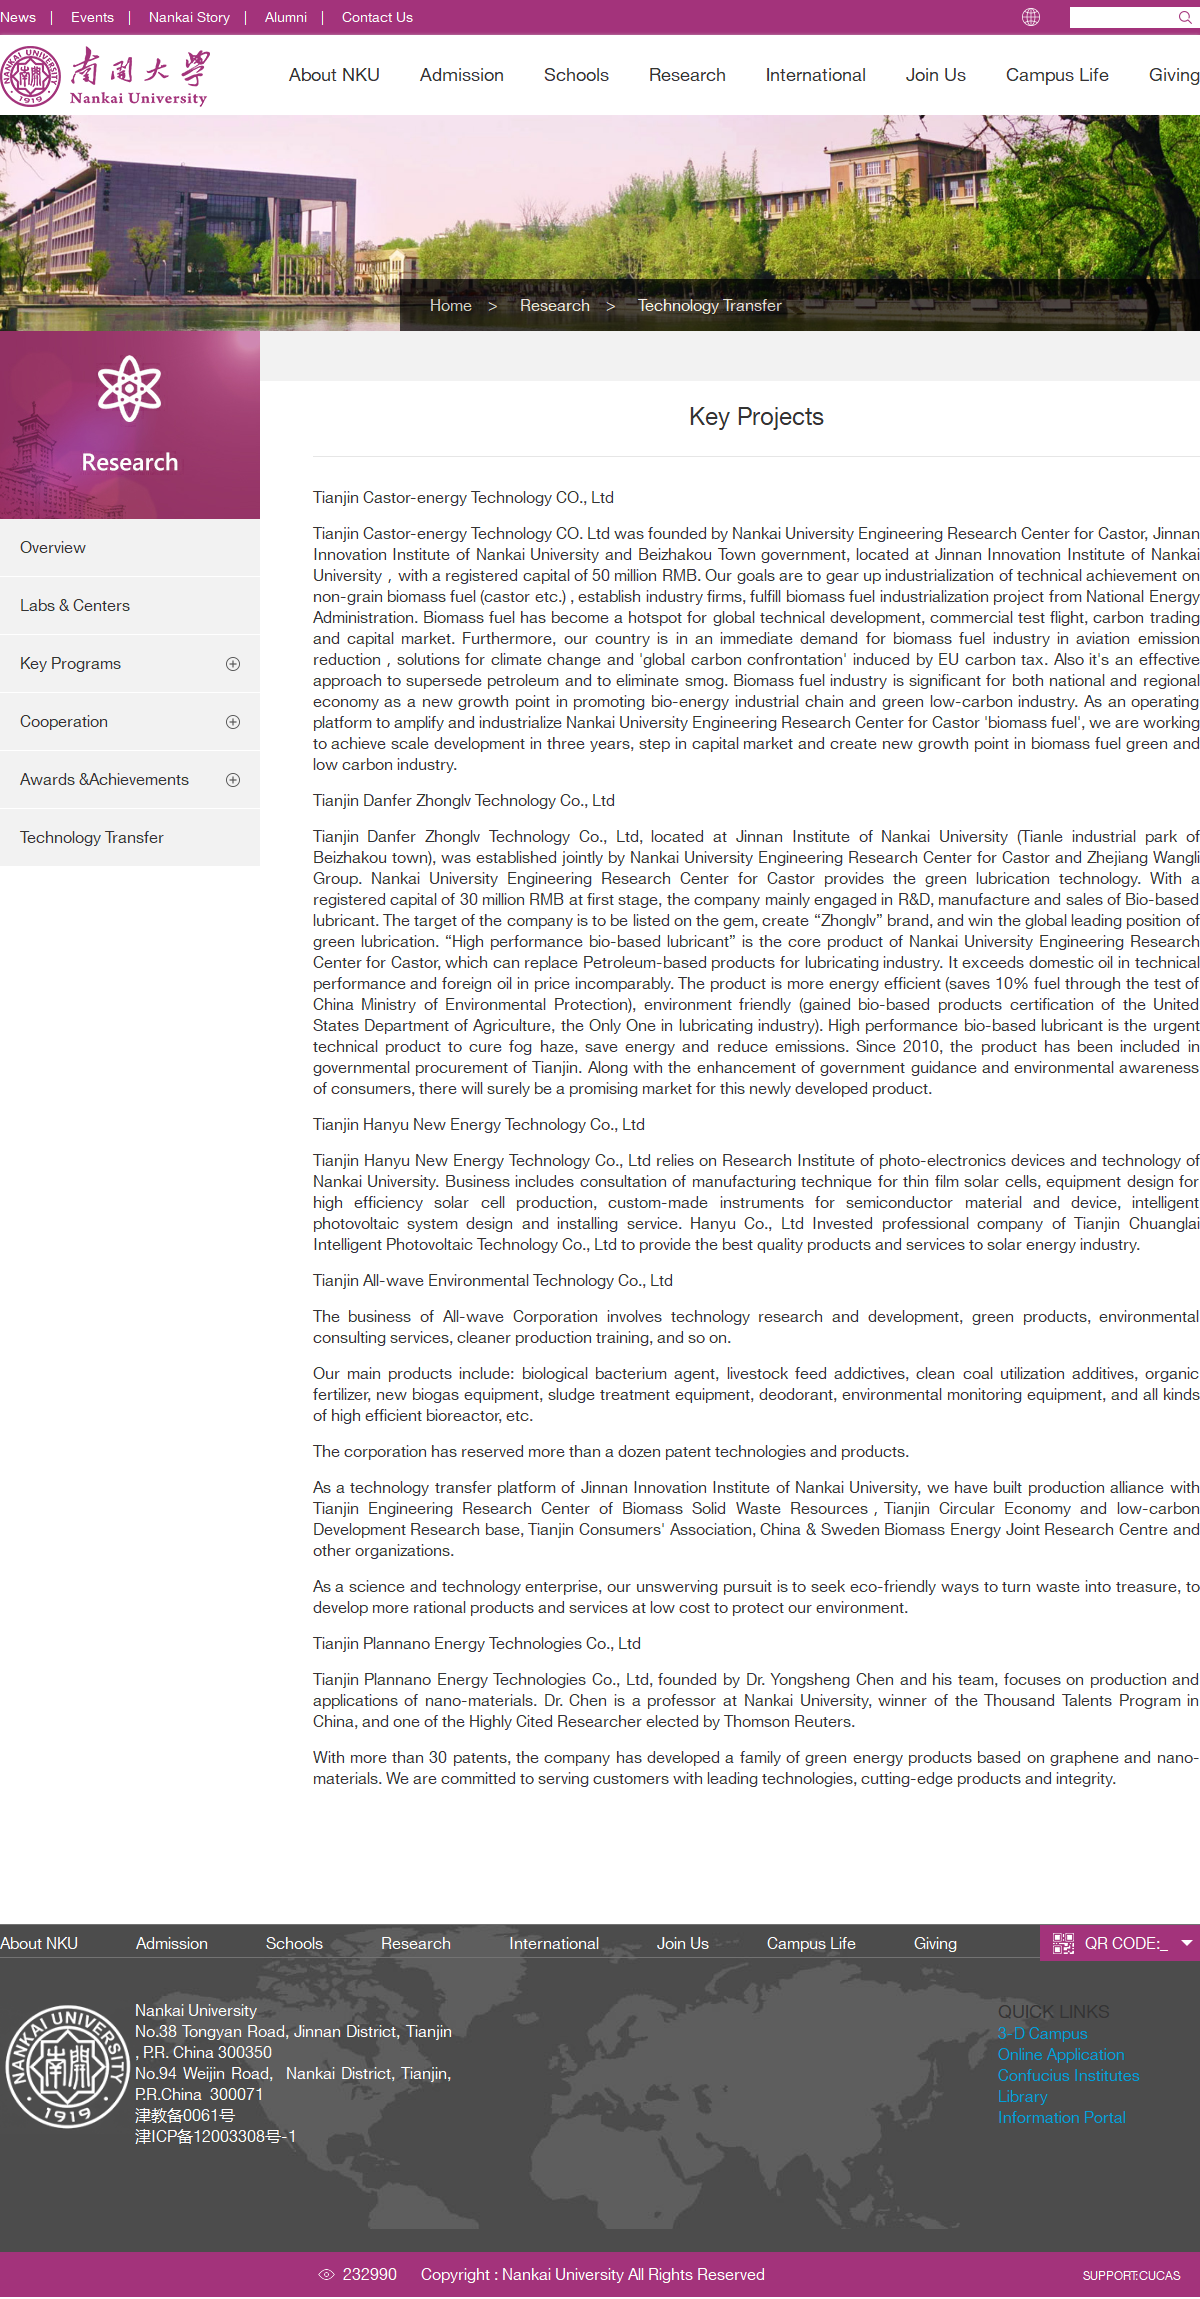 News | Events | Nankai Story | Alumni | Contact Us
NANKAI UNIVERSITY
1919
南開大學
Nankai University
About NKU Admission Schools Research International Join Us Campus Life Giving
Home > Research > Technology Transfer
Research
Overview
Labs & Centers
Key Programs
Cooperation
Awards &Achievements
Technology Transfer
Key Projects
Tianjin Castor-energy Technology CO., Ltd
Tianjin Castor-energy Technology CO. Ltd was founded by Nankai University Engineering Research Center for Castor, Jinnan
Innovation Institute of Nankai University and Beizhakou Town government, located at Jinnan Innovation Institute of Nankai
University , with a registered capital of 50 million RMB. Our goals are to gear up industrialization of technical achievement on
non-grain biomass fuel (castor etc.) , establish industry firms, fulfill biomass fuel industrialization project from National Energy
Administration. Biomass fuel has become a hotspot for global technical development, commercial test flight, carbon trading
and capital market. Furthermore, our country is in an immediate demand for biomass fuel industry in aviation emission
reduction , solutions for climate change and 'global carbon confrontation' induced by EU carbon tax. Also it's an effective
approach to supersede petroleum and to eliminate smog. Biomass fuel industry is significant for both national and regional
economy as a new growth point in promoting bio-energy industrial chain and green low-carbon industry. As an operating
platform to amplify and industrialize Nankai University Engineering Research Center for Castor 'biomass fuel', we are working
to achieve scale development in three years, step in capital market and create new growth point in biomass fuel green and
low carbon industry.
Tianjin Danfer Zhonglv Technology Co., Ltd
Tianjin Danfer Zhonglv Technology Co., Ltd, located at Jinnan Institute of Nankai University (Tianle industrial park of
Beizhakou town), was established jointly by Nankai University Engineering Research Center for Castor and Zhejiang Wangli
Group. Nankai University Engineering Research Center for Castor provides the green lubrication technology. With a
registered capital of 30 million RMB at first stage, the company mainly engaged in R&D, manufacture and sales of Bio-based
lubricant. The target of the company is to be listed on the gem, create “Zhonglv” brand, and win the global leading position of
green lubrication. “High performance bio-based lubricant” is the core product of Nankai University Engineering Research
Center for Castor, which can replace Petroleum-based products for lubricating industry. It exceeds domestic oil in technical
performance and foreign oil in price incomparably. The product is more energy efficient (saves 10% fuel through the test of
China Ministry of Environmental Protection), environment friendly (gained bio-based products certification of the United
States Department of Agriculture, the Only One in lubricating industry). High performance bio-based lubricant is the urgent
technical product to cure fog haze, save energy and reduce emissions. Since 2010, the product has been included in
governmental procurement of Tianjin. Along with the enhancement of government guidance and environmental awareness
of consumers, there will surely be a promising market for this newly developed product.
Tianjin Hanyu New Energy Technology Co., Ltd
Tianjin Hanyu New Energy Technology Co., Ltd relies on Research Institute of photo-electronics devices and technology of
Nankai University. Business includes consultation of manufacturing technique for thin film solar cells, equipment design for
high efficiency solar cell production, custom-made instruments for semiconductor material and device, intelligent
photovoltaic system design and installing service. Hanyu Co., Ltd Invested professional company of Tianjin Chuanglai
Intelligent Photovoltaic Technology Co., Ltd to provide the best quality products and services to solar energy industry.
Tianjin All-wave Environmental Technology Co., Ltd
The business of All-wave Corporation involves technology research and development, green products, environmental
consulting services, cleaner production training, and so on.
Our main products include: biological bacterium agent, livestock feed addictives, clean coal utilization additives, organic
fertilizer, new biogas equipment, sludge treatment equipment, deodorant, environmental monitoring equipment, and all kinds
of high efficient bioreactor, etc.
The corporation has reserved more than a dozen patent technologies and products.
As a technology transfer platform of Jinnan Innovation Institute of Nankai University, we have built production alliance with
Tianjin Engineering Research Center of Biomass Solid Waste Resources , Tianjin Circular Economy and low-carbon
Development Research base, Tianjin Consumers' Association, China & Sweden Biomass Energy Joint Research Centre and
other organizations.
As a science and technology enterprise, our unswerving pursuit is to seek eco-friendly ways to turn waste into treasure, to
develop more rational products and services at low cost to protect our environment.
Tianjin Plannano Energy Technologies Co., Ltd
Tianjin Plannano Energy Technologies Co., Ltd, founded by Dr. Yongsheng Chen and his team, focuses on production and
applications of nano-materials. Dr. Chen is a professor at Nankai University, winner of the Thousand Talents Program in
China, and one of the Highly Cited Researcher elected by Thomson Reuters.
With more than 30 patents, the company has developed a family of green energy products based on graphene and nano-
materials. We are committed to serving customers with leading technologies, cutting-edge products and integrity.
About NKU Admission Schools Research International Join Us Campus Life Giving
QR CODE:_
NANKAI UNIVERSITY
南開
1919
Nankai University
No.38 Tongyan Road, Jinnan District, Tianjin
, P.R. China 300350
No.94 Weijin Road, Nankai District, Tianjin,
P.R.China 300071
津教备0061号
津ICP备12003308号-1
QUICK LINKS
3-D Campus
Online Application
Confucius Institutes
Library
Information Portal
232990 Copyright : Nankai University All Rights Reserved
SUPPORT:CUCAS